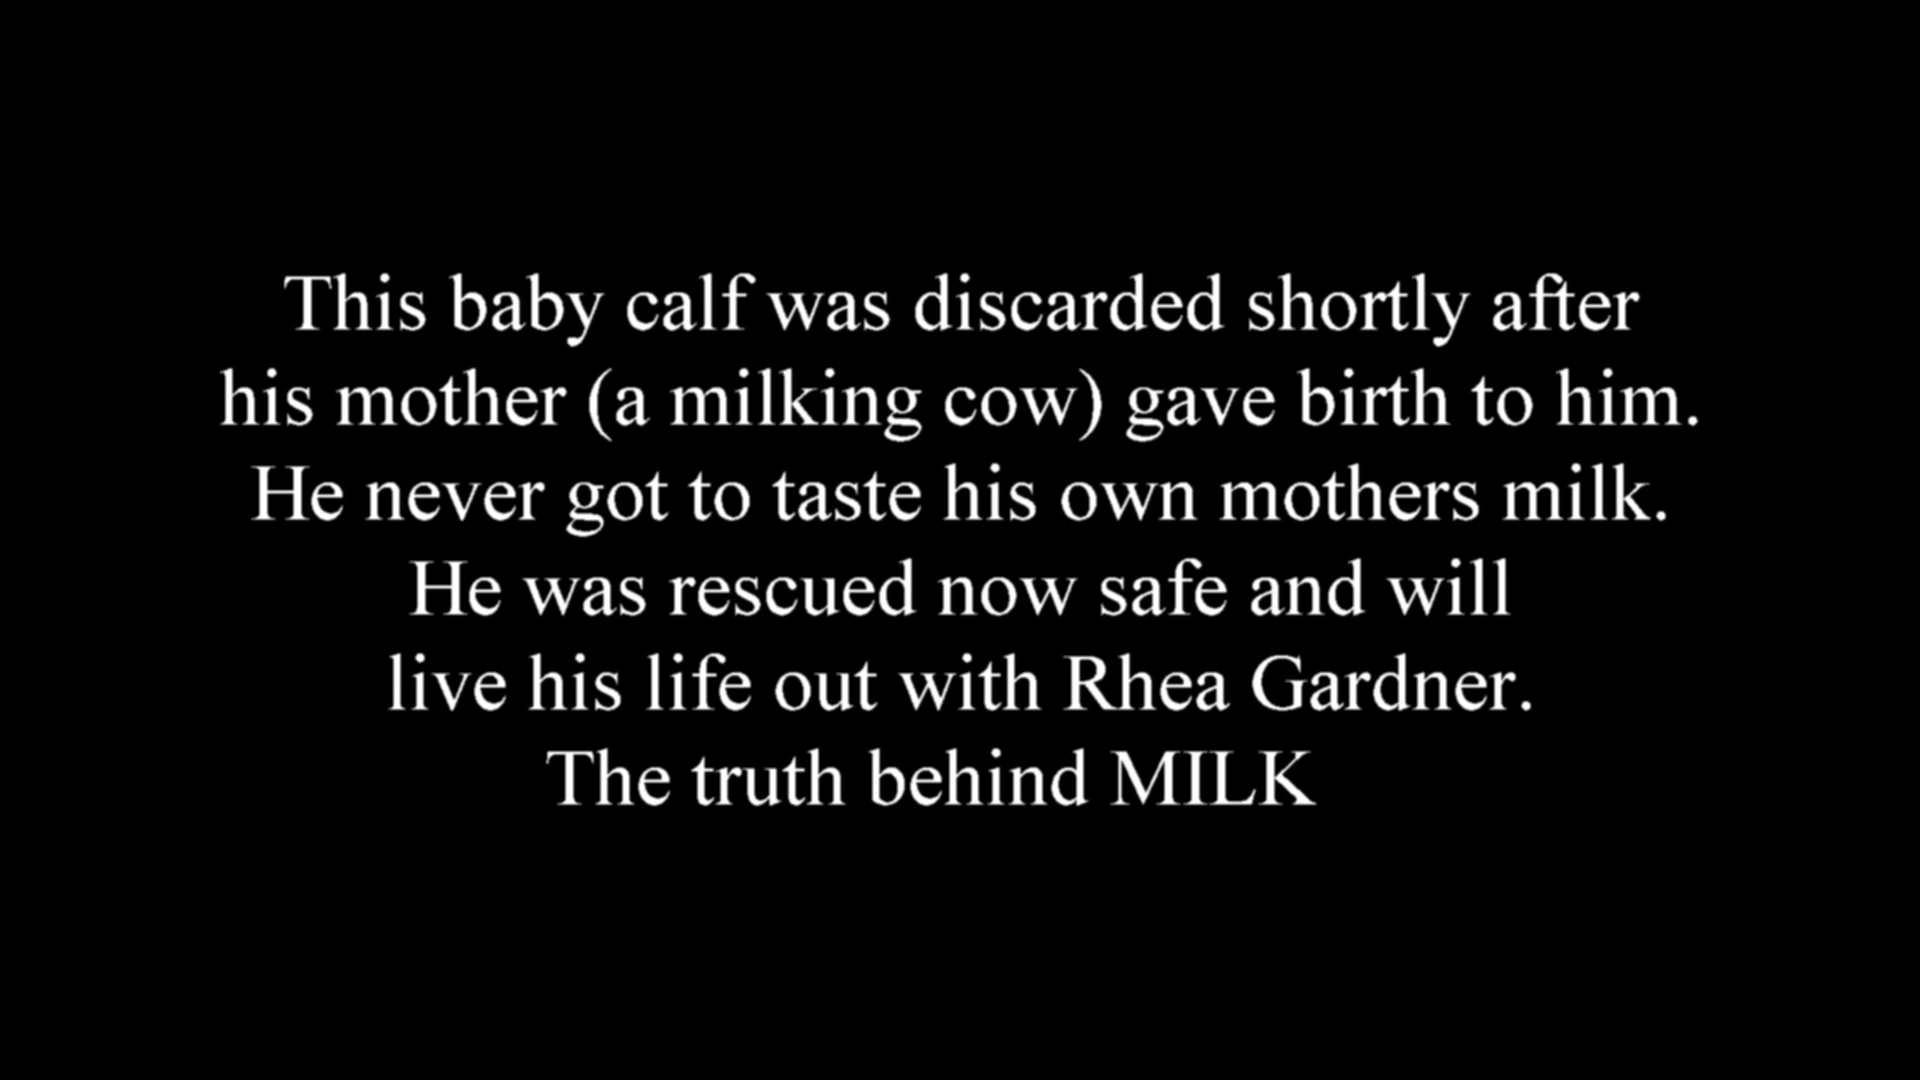 This baby calf was discarded shortly after
his mother (a milking cow) gave birth to him.
He never got to taste his own mothers milk.
He was rescued now safe and will
live his life out with Rhea Gardner.
The truth behind MILK